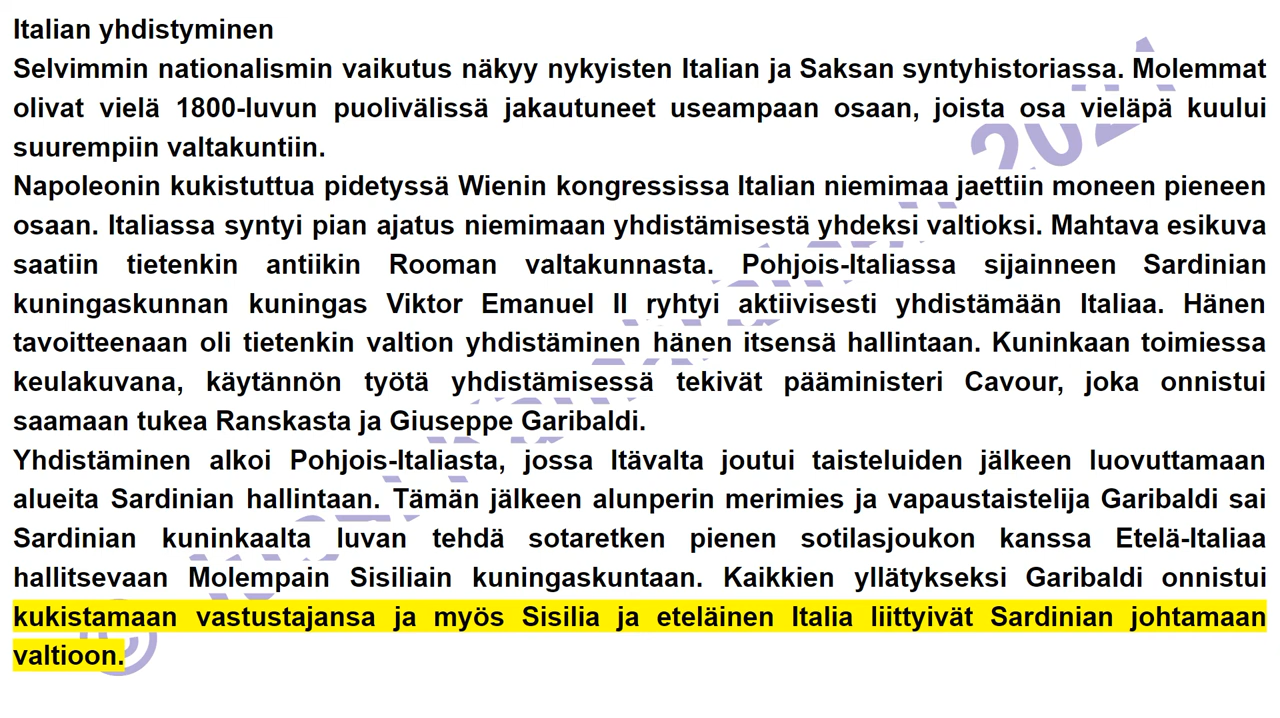 Italian yhdistyminen
Selvimmin nationalismin vaikutus näkyy nykyisten Italian ja Saksan syntyhistoriassa. Molemmat
olivat vielä 1800-luvun puolivälissä jakautuneet useampaan osaan, joista osa vieläpä kuului
suurempiin valtakuntiin.
Napoleonin kukistuttua pidetyssä Wienin kongressissa Italian niemimaa jaettiin moneen pieneen
osaan. Italiassa syntyi pian ajatus niemimaan yhdistämisestä yhdeksi valtioksi. Mahtava esikuva
saatiin tietenkin antiikin Rooman valtakunnasta. Pohjois-Italiassa sijainneen Sardinian
kuningaskunnan kuningas Viktor Emanuel II ryhtyi aktiivisesti yhdistämään Italiaa. Hänen
tavoitteenaan oli tietenkin valtion yhdistäminen hänen itsensä hallintaan. Kuninkaan toimiessa
keulakuvana, käytännön työtä yhdistämisessä tekivät pääministeri Cavour, joka onnistui
saamaan tukea Ranskasta ja Giuseppe Garibaldi.
Yhdistäminen alkoi Pohjois-Italiasta, jossa Itävalta joutui taisteluiden jälkeen luovuttamaan
alueita Sardinian hallintaan. Tämän jälkeen alunperin merimies ja vapaustaistelija Garibaldi sai
Sardinian kuninkaalta luvan tehdä sotaretken pienen sotilasjoukon kanssa Etelä-Italiaa
hallitsevaan Molempain Sisiliain kuningaskuntaan. Kaikkien yllätykseksi Garibaldi onnistui
kukistamaan vastustajansa ja myös Sisilia ja eteläinen Italia liittyivät Sardinian johtamaan
valtioon.